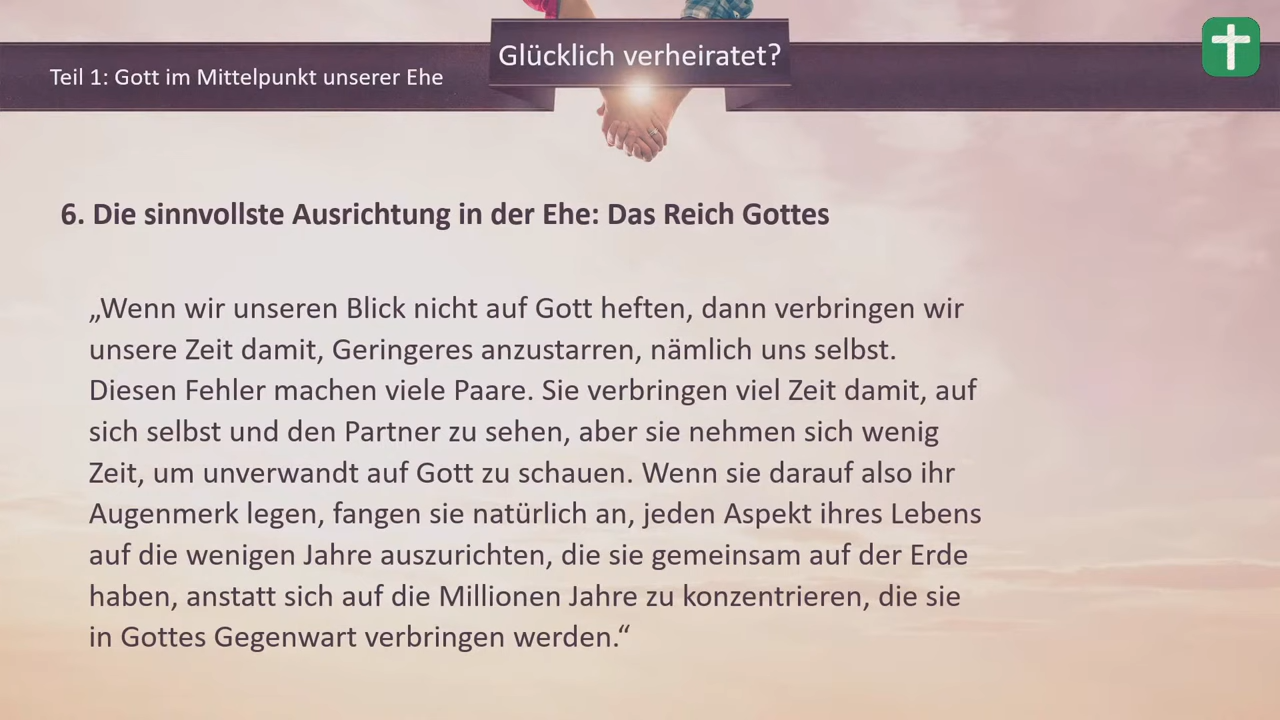 Glücklich verheiratet?
Teil 1: Gott im Mittelpunkt unserer Ehe
6. Die sinnvollste Ausrichtung in der Ehe: Das Reich Gottes
„Wenn wir unseren Blick nicht auf Gott heften, dann verbringen wir
unsere Zeit damit, Geringeres anzustarren, nämlich uns selbst.
Diesen Fehler machen viele Paare. Sie verbringen viel Zeit damit, auf
sich selbst und den Partner zu sehen, aber sie nehmen sich wenig
Zeit, um unverwandt auf Gott zu schauen. Wenn sie darauf also ihr
Augenmerk legen, fangen sie natürlich an, jeden Aspekt ihres Lebens
auf die wenigen Jahre auszurichten, die sie gemeinsam auf der Erde
haben, anstatt sich auf die Millionen Jahre zu konzentrieren, die sie
in Gottes Gegenwart verbringen werden.“